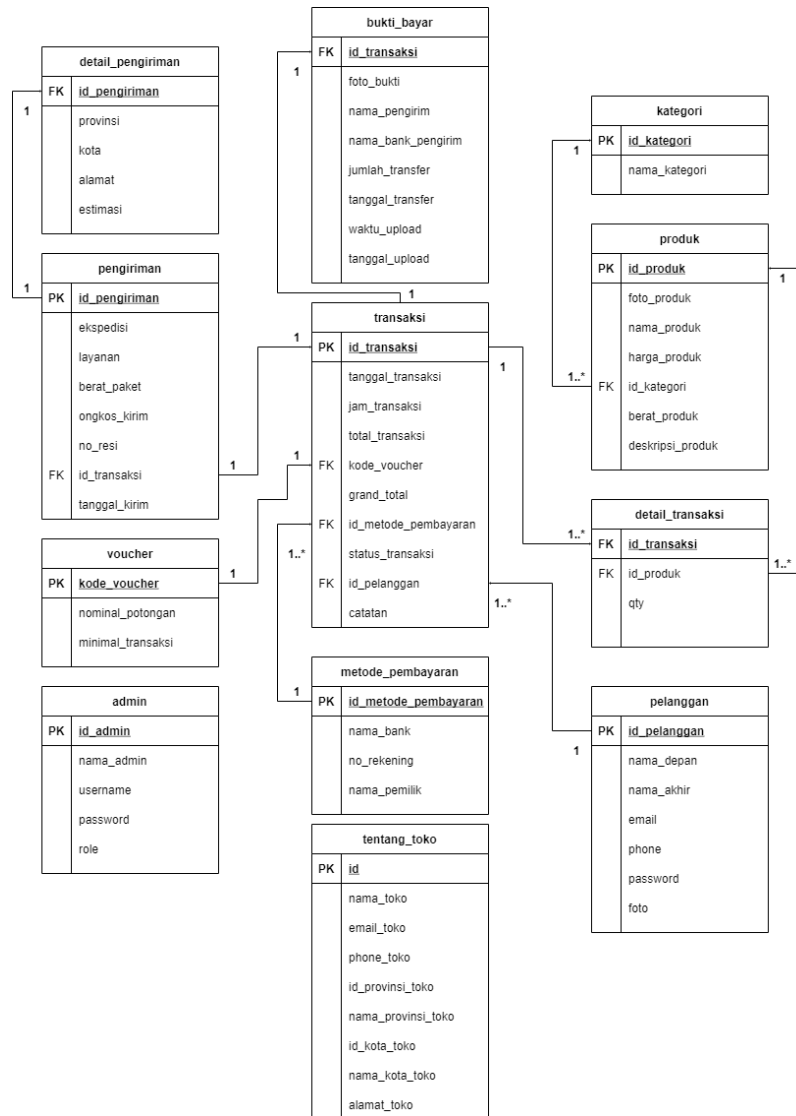 bukti_bayar
FK id_transaksi
foto_bukti
nama_pengirim
nama_bank_pengirim
jumlah_transfer
tanggal_transfer
waktu_upload
tanggal_upload
1
1
detail_pengiriman
FK id_pengiriman
provinsi
kota
alamat
estimasi
1
1
kategori
PK id_kategori
nama_kategori
1
1..*
pengiriman
PK id_pengiriman
ekspedisi
layanan
berat_paket
ongkos_kirim
no_resi
FK id_transaksi
tanggal_kirim
1
1
transaksi
PK id_transaksi
tanggal_transaksi
jam_transaksi
total_transaksi
FK kode_voucher
grand_total
FK id_metode_pembayaran
status_transaksi
FK id_pelanggan
catatan
1
1..*
1
1..*
produk
PK id_produk
foto_produk
nama_produk
harga_produk
FK id_kategori
berat_produk
deskripsi_produk
1
voucher
PK kode_voucher
nominal_potongan
minimal_transaksi
1
detail_transaksi
FK id_transaksi
FK id_produk
qty
1..*
1..*
admin
PK id_admin
nama_admin
username
password
role
metode_pembayaran
PK id_metode_pembayaran
nama_bank
no_rekening
nama_pemilik
1
pelanggan
PK id_pelanggan
nama_depan
nama_akhir
email
phone
password
foto
1
tentang_toko
PK id
nama_toko
email_toko
phone_toko
id_provinsi_toko
nama_provinsi_toko
id_kota_toko
nama_kota_toko
alamat_toko